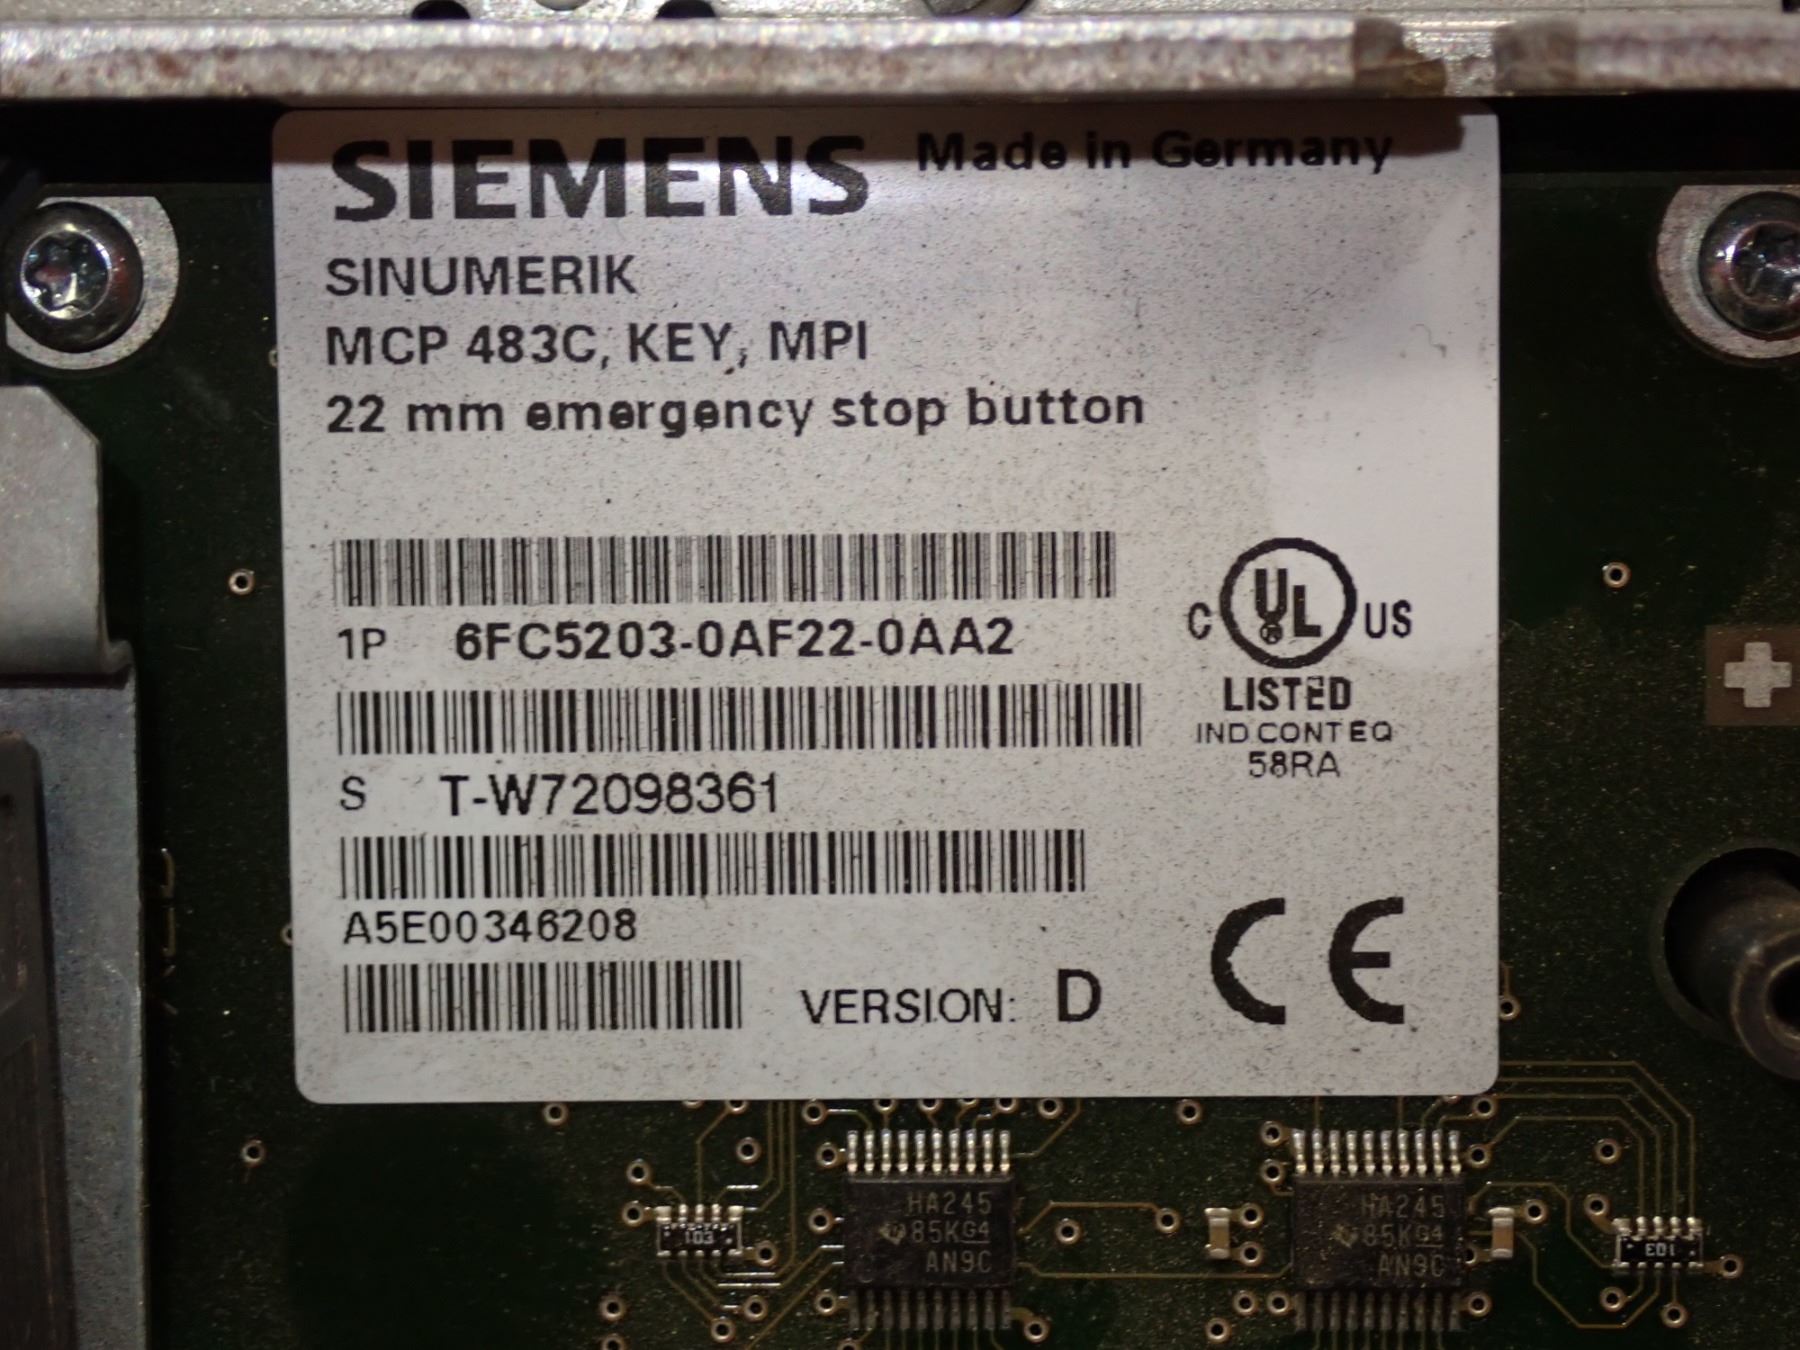 SIEMENS Made in Germany
SINUMERIK
MCP 483C, KEY, MPI
22 mm emergency stop button
1P 6FC5203-0AF22-0AA2
C UL ® US
LISTED
IND CONT EQ
58RA
S T-W72098361
A5E00346208
VERSION: D
CE
HA245
85KG4
AN9C
HA245
85KG4
AN9C
103
103